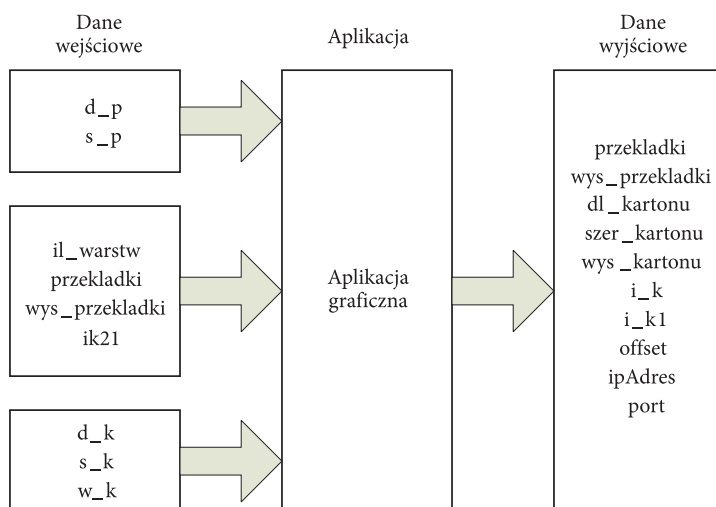 Dane
wejściowe
Aplikacja
Dane
wyjściowe
d_p
s_p
il_warstw
przekladki
wys_przekladki
ik21
d_k
s_k
w_k
Aplikacja
graficzna
przekladki
wys_przekladki
dl_kartonu
szer_kartonu
wys_kartonu
i_k
i_k1
offset
ipAdres
port